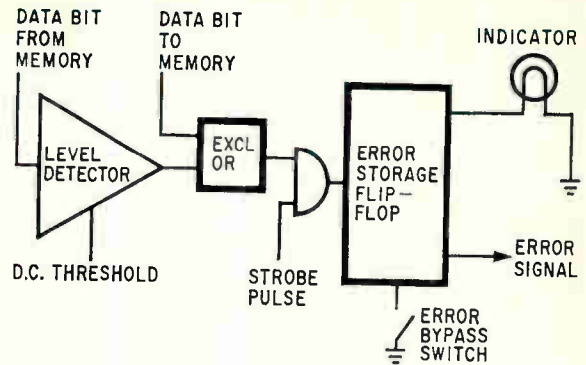 DATA BIT
FROM
MEMORY
DATA BIT
TO
MEMORY
INDICATOR
LEVEL
DETECTOR
EXCL
OR
ERROR
STORAGE
FLIP-
FLOP
D.C. THRESHOLD
STROBE
PULSE
ERROR
SIGNAL
ERROR
BYPASS
SWITCH